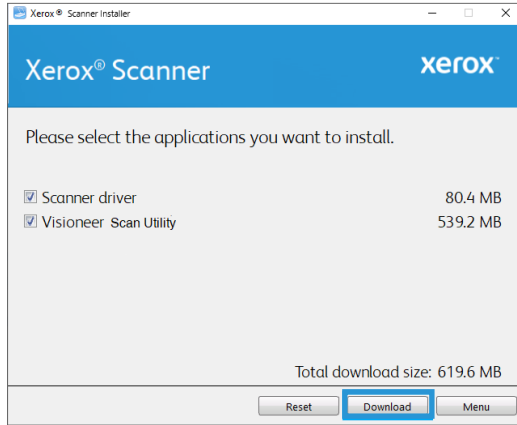 Xerox® Scanner Installer
Xerox® Scanner
xerox™
Please select the applications you want to install.
Scanner driver 80.4 MB
Visioneer Scan Utility 539.2 MB
Total download size: 619.6 MB
Reset Download Menu